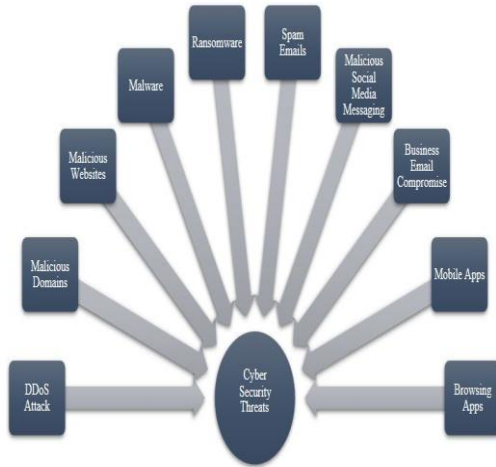 DDoS
Attack
Malicious
Domains
Malicious
Websites
Malware
Ransomware
Spam
Emails
Malicious
Social
Media
Messaging
Business
Email
Compromise
Mobile Apps
Browsing
Apps
Cyber
Security
Threats